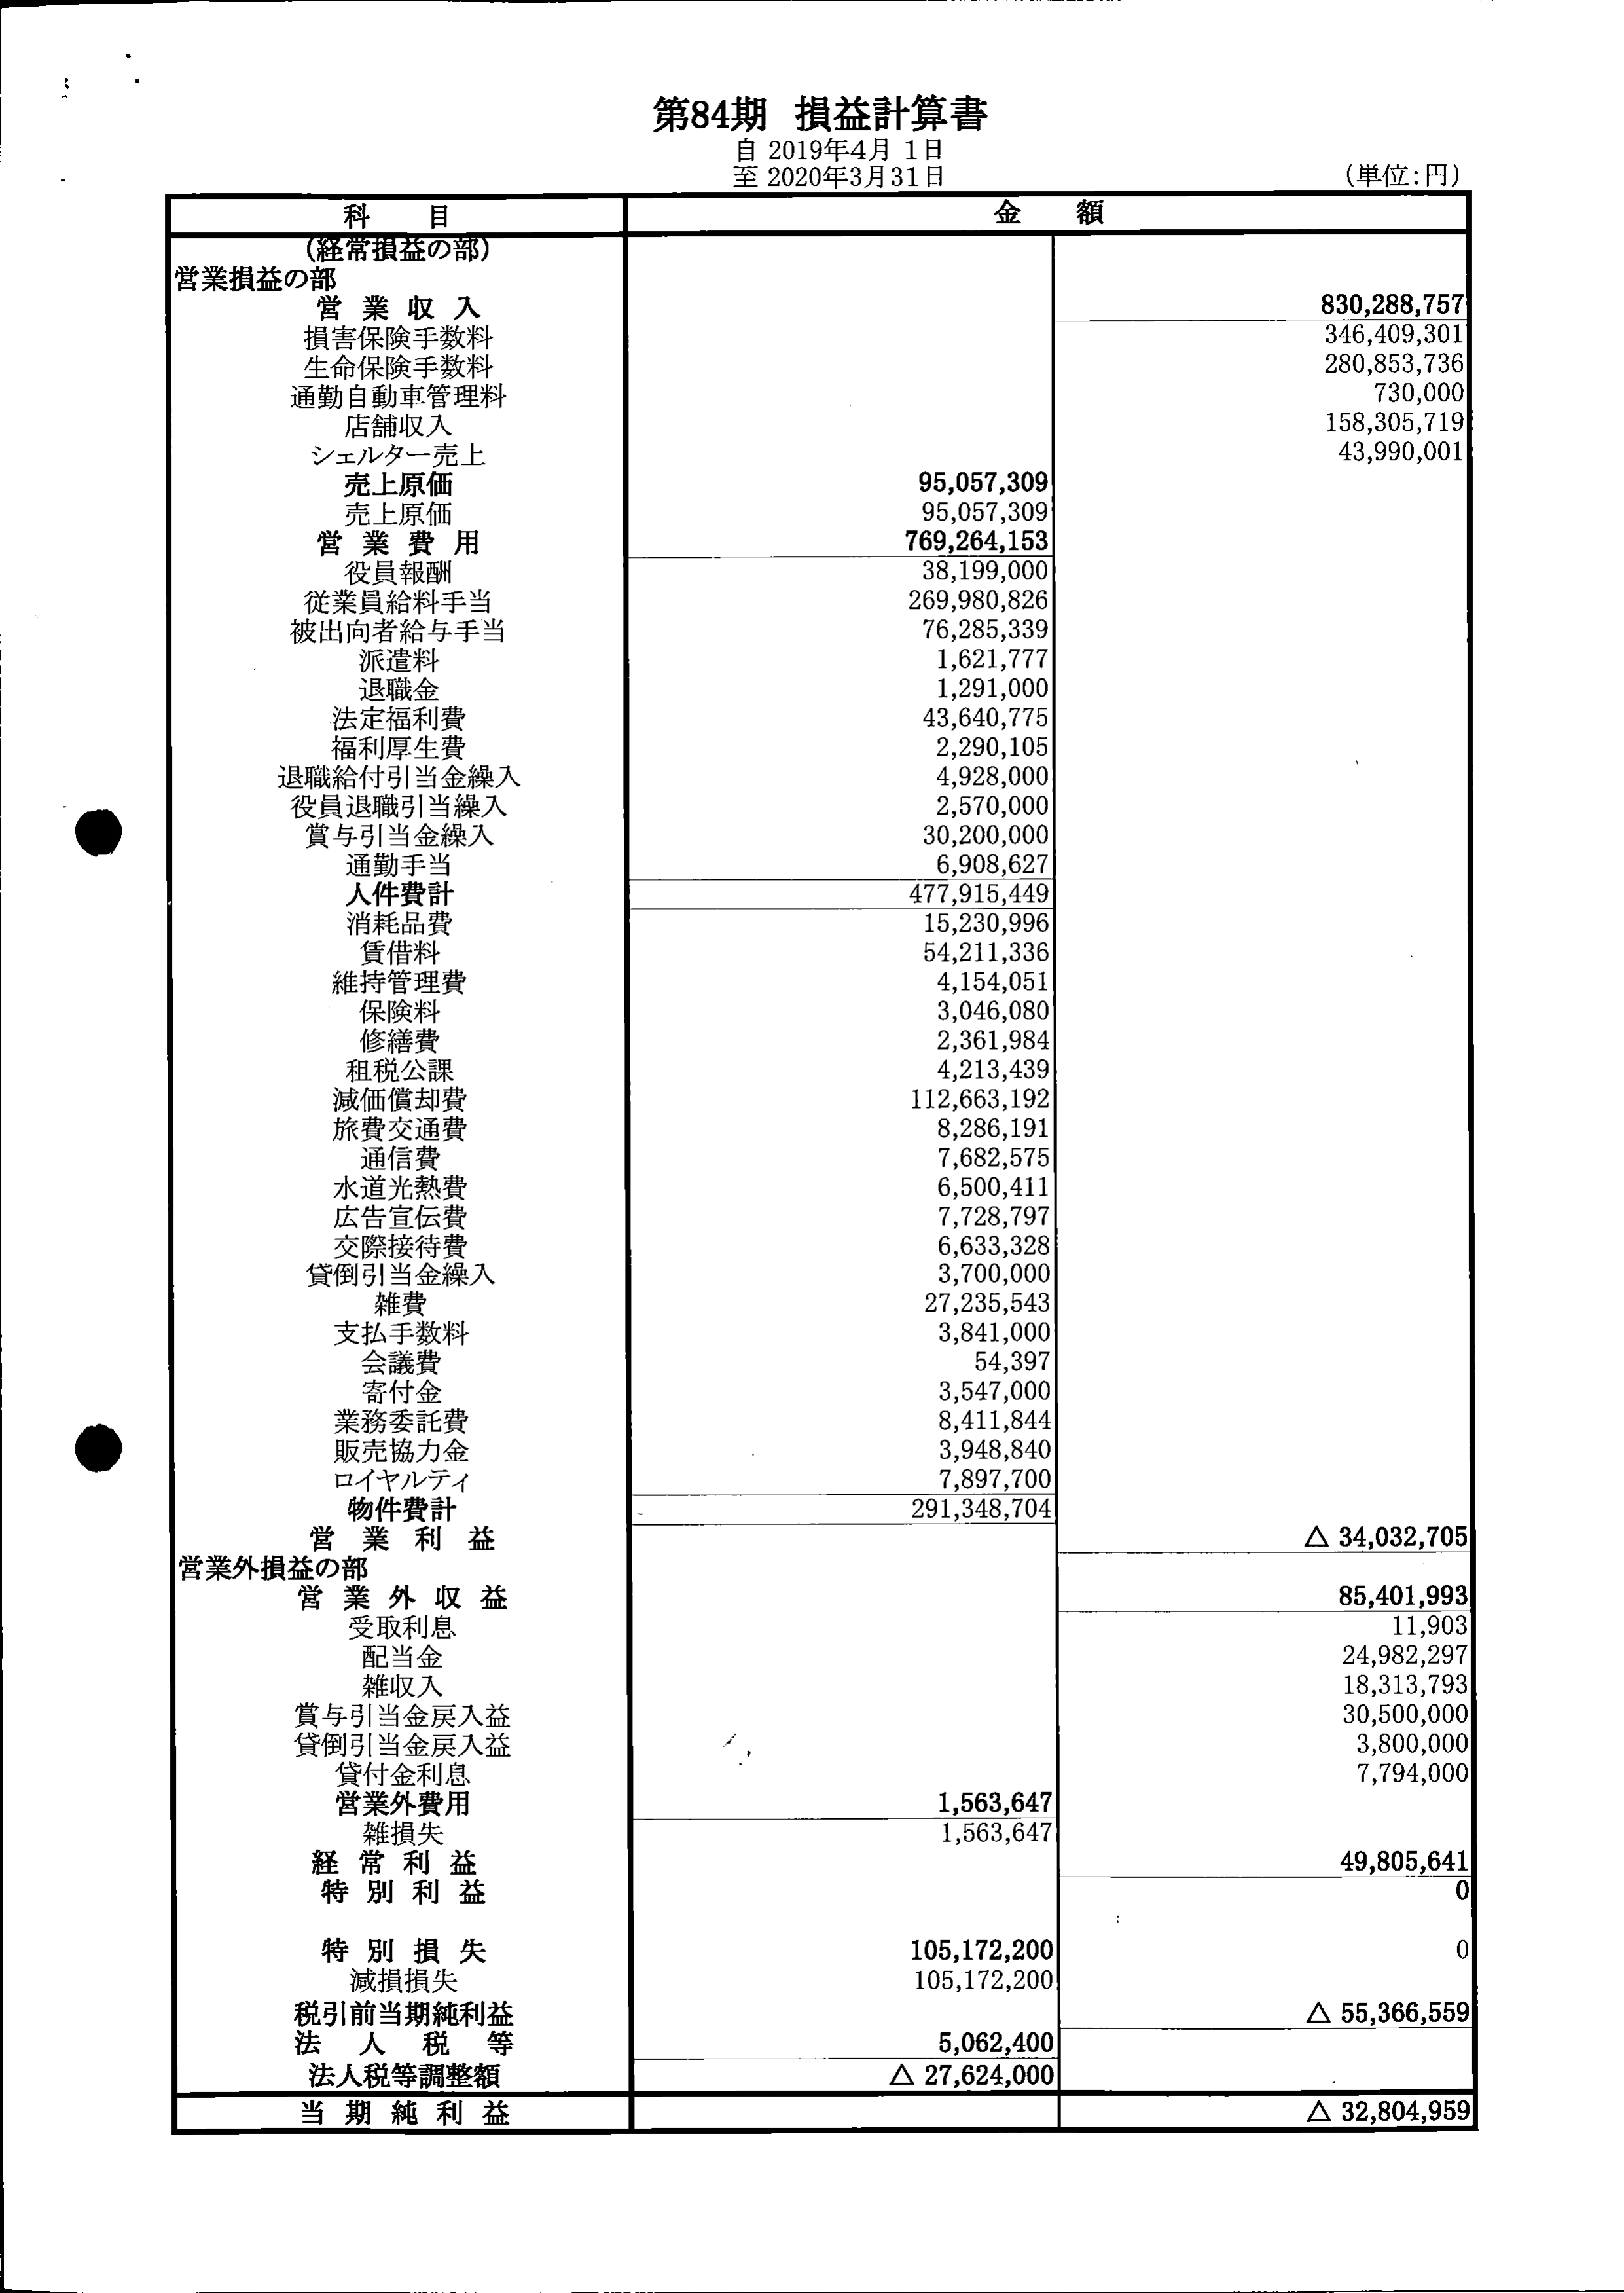 第84期 損益計算書
自 2019年4月 1日
至 2020年3月31日 (単位:円)
科 目 金 額
(経常損益の部)
営業損益の部
営業収入 830,288,757
損害保険手数料 346,409,301
生命保険手数料 280,853,736
通勤自動車管理料 730,000
店舗収入 158,305,719
シェルター売上 43,990,001
売上原価 95,057,309
売上原価 95,057,309
営業費用 769,264,153
役員報酬 38,199,000
従業員給料手当 269,980,826
被出向者給与手当 76,285,339
派遣料 1,621,777
退職金 1,291,000
法定福利費 43,640,775
福利厚生費 2,290,105
退職給付引当金繰入 4,928,000
役員退職引当繰入 2,570,000
賞与引当金繰入 30,200,000
通勤手当 6,908,627
人件費計 477,915,449
消耗品費 15,230,996
賃借料 54,211,336
維持管理費 4,154,051
保険料 3,046,080
修繕費 2,361,984
租税公課 4,213,439
減価償却費 112,663,192
旅費交通費 8,286,191
通信費 7,682,575
水道光熱費 6,500,411
広告宣伝費 7,728,797
交際接待費 6,633,328
貸倒引当金繰入 3,700,000
雑費 27,235,543
支払手数料 3,841,000
会議費 54,397
寄付金 3,547,000
業務委託費 8,411,844
販売協力金 3,948,840
ロイヤルティ 7,897,700
物件費計 291,348,704
営業利益 △ 34,032,705
営業外損益の部
営業外収益 85,401,993
受取利息 11,903
配当金 24,982,297
雑収入 18,313,793
賞与引当金戻入益 30,500,000
貸倒引当金戻入益 3,800,000
貸付金利息 7,794,000
営業外費用 1,563,647
雑損失 1,563,647
経常利益 49,805,641
特別利益 0
特別損失 105,172,200 0
減損損失 105,172,200
税引前当期純利益 △ 55,366,559
法人税等 5,062,400
法人税等調整額 △ 27,624,000
当期純利益 △ 32,804,959